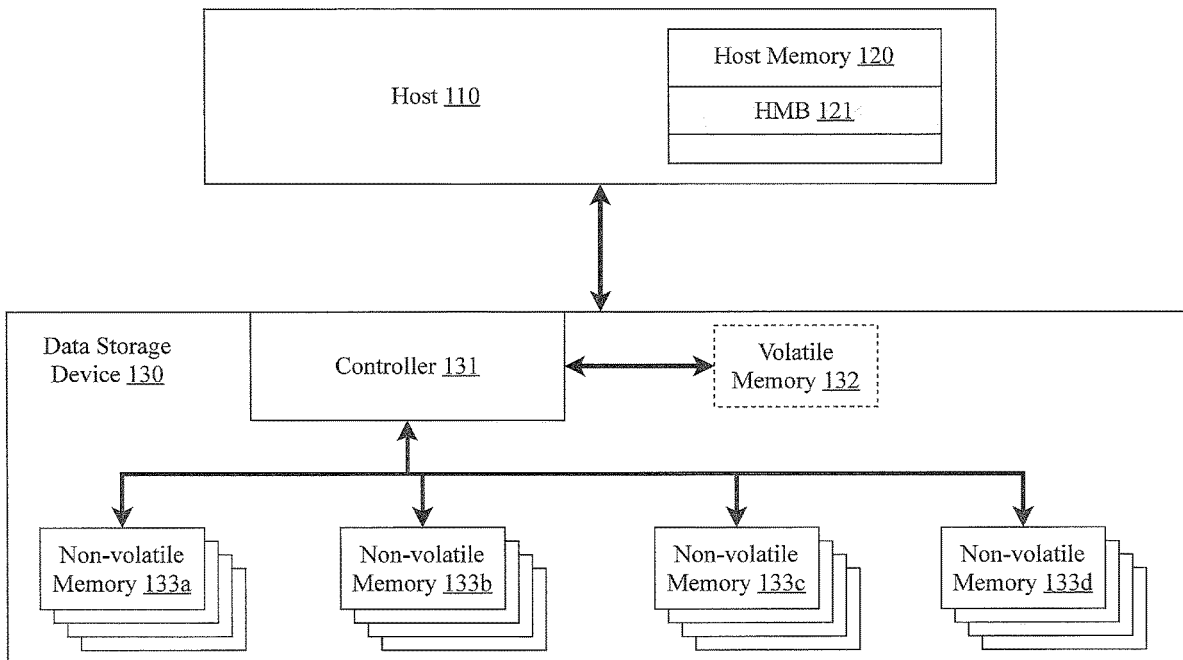 Host 110
Host Memory 120
HMB 121
Data Storage
Device 130
Controller 131
Volatile
Memory 132
Non-volatile
Memory 133a
Non-volatile
Memory 133b
Non-volatile
Memory 133c
Non-volatile
Memory 133d